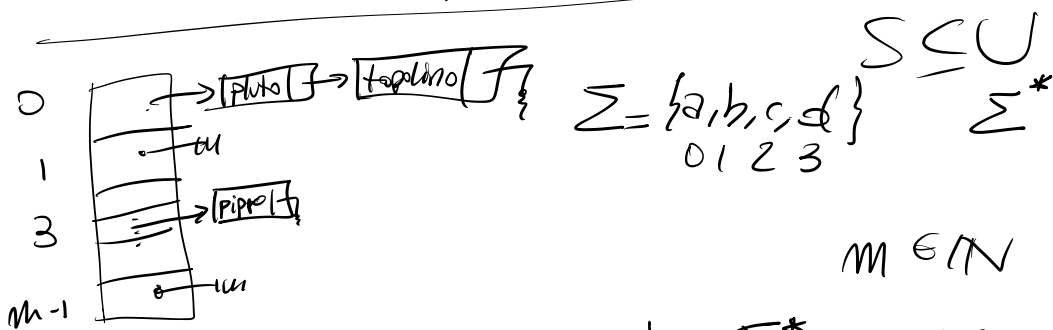 S ⊆ U
0 pluto topolino Σ = {a, b, c, d} Σ*
0 1 2 3
1
3 pippo
m ∈ ℕ
m-1
Σ*